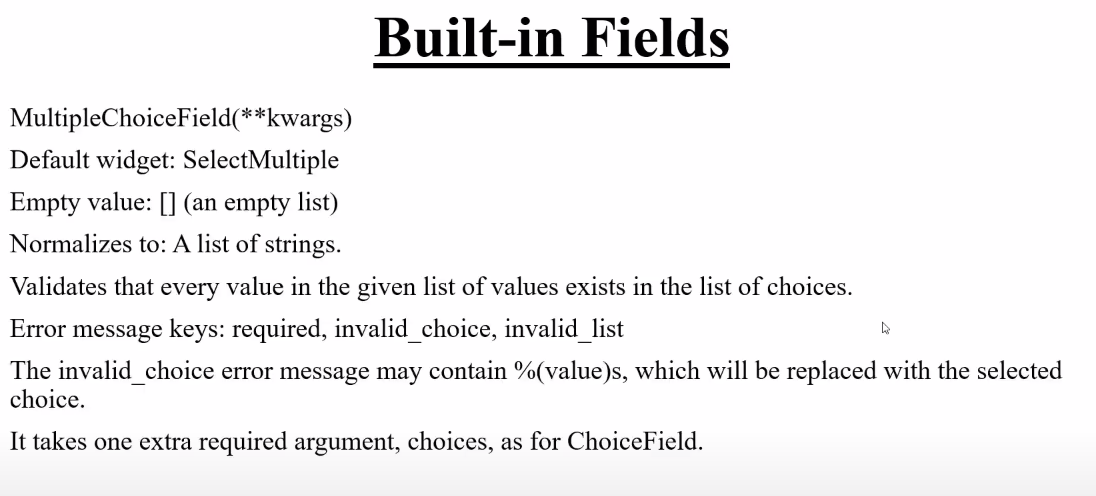 Built-in Fields
MultipleChoiceField(**kwargs)
Default widget: SelectMultiple
Empty value: [] (an empty list)
Normalizes to: A list of strings.
Validates that every value in the given list of values exists in the list of choices.
Error message keys: required, invalid_choice, invalid_list
The invalid_choice error message may contain %(value)s, which will be replaced with the selected
choice.
It takes one extra required argument, choices, as for ChoiceField.